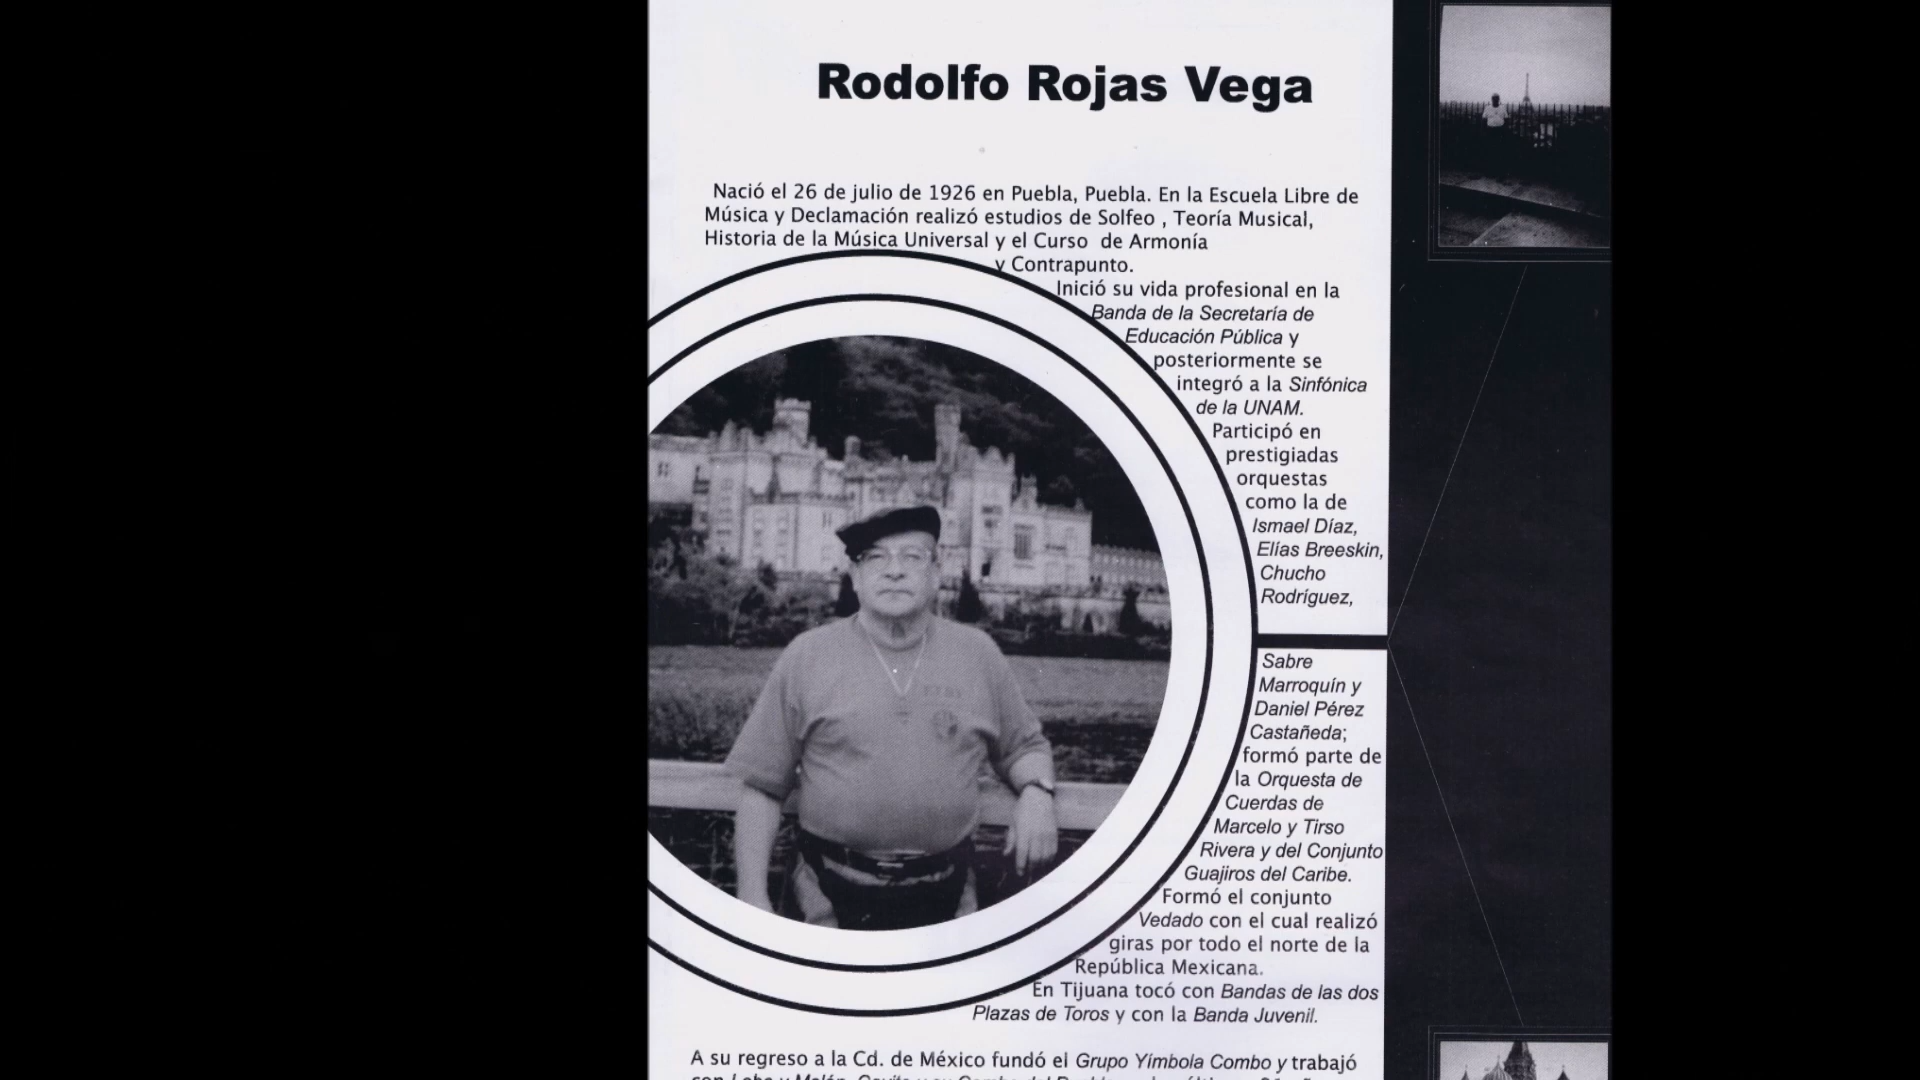 Rodolfo Rojas Vega
Nació el 26 de julio de 1926 en Puebla, Puebla. En la Escuela Libre de
Música y Declamación realizó estudios de Solfeo , Teoría Musical,
Historia de la Música Universal y el Curso de Armonía
y Contrapunto.
Inició su vida profesional en la
Banda de la Secretaría de
Educación Pública y
posteriormente se
integró a la Sinfónica
de la UNAM.
Participó en
prestigiadas
orquestas
como la de
Ismael Díaz,
Elías Breeskin,
Chucho
Rodríguez,
Sabre
Marroquín y
Daniel Pérez
Castañeda;
formó parte de
la Orquesta de
Cuerdas de
Marcelo y Tirso
Rivera y del Conjunto
Guajiros del Caribe.
Formó el conjunto
Vedado con el cual realizó
giras por todo el norte de la
República Mexicana.
En Tijuana tocó con Bandas de las dos
Plazas de Toros y con la Banda Juvenil.
A su regreso a la Cd. de México fundó el Grupo Yímbola Combo y trabajó